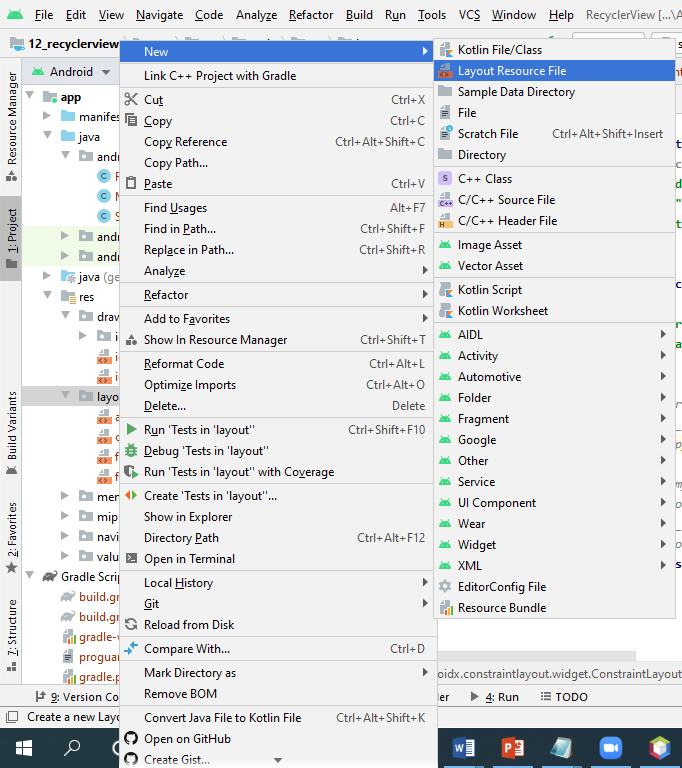 File Edit View Navigate Code Analyze Refactor Build Run Tools VCS Window Help RecyclerView [...\A
12_recyclerview
Android
app
manifes
java
andr
andr
andr
java (ge
res
draw
layo
men
mip
navi
valu
Gradle Scrip
build.gr
build.gr
gradle-v
proguar
gradle.p
Resource Manager
1: Project
Build Variants
2: Favorites
7: Structure
New
Link C++ Project with Gradle
Cut Ctrl+X
Copy Ctrl+C
Copy Reference Ctrl+Alt+Shift+C
Copy Path...
Paste Ctrl+V
Find Usages Alt+F7
Find in Path... Ctrl+Shift+F
Replace in Path... Ctrl+Shift+R
Analyze
Refactor
Add to Favorites
Show In Resource Manager Ctrl+Shift+T
Reformat Code Ctrl+Alt+L
Optimize Imports Ctrl+Alt+O
Delete... Delete
Run 'Tests in 'layout'' Ctrl+Shift+F10
Debug 'Tests in 'layout''
Run 'Tests in 'layout'' with Coverage
Create 'Tests in 'layout''...
Show in Explorer
Directory Path Ctrl+Alt+F12
Open in Terminal
Local History
Git
Reload from Disk
Compare With... Ctrl+D
Mark Directory as
Remove BOM
Convert Java File to Kotlin File Ctrl+Alt+Shift+K
Open on GitHub
Create Gist...
Kotlin File/Class
Layout Resource File
Sample Data Directory
File
Scratch File Ctrl+Alt+Shift+Insert
Directory
C++ Class
C/C++ Source File
C/C++ Header File
Image Asset
Vector Asset
Kotlin Script
Kotlin Worksheet
AIDL
Activity
Automotive
Folder
Fragment
Google
Other
Service
UI Component
Wear
Widget
XML
EditorConfig File
Resource Bundle
oidx.constraintlayout.widget.ConstraintLayout
9: Version Co
der 4: Run TODO
Create a new Layo